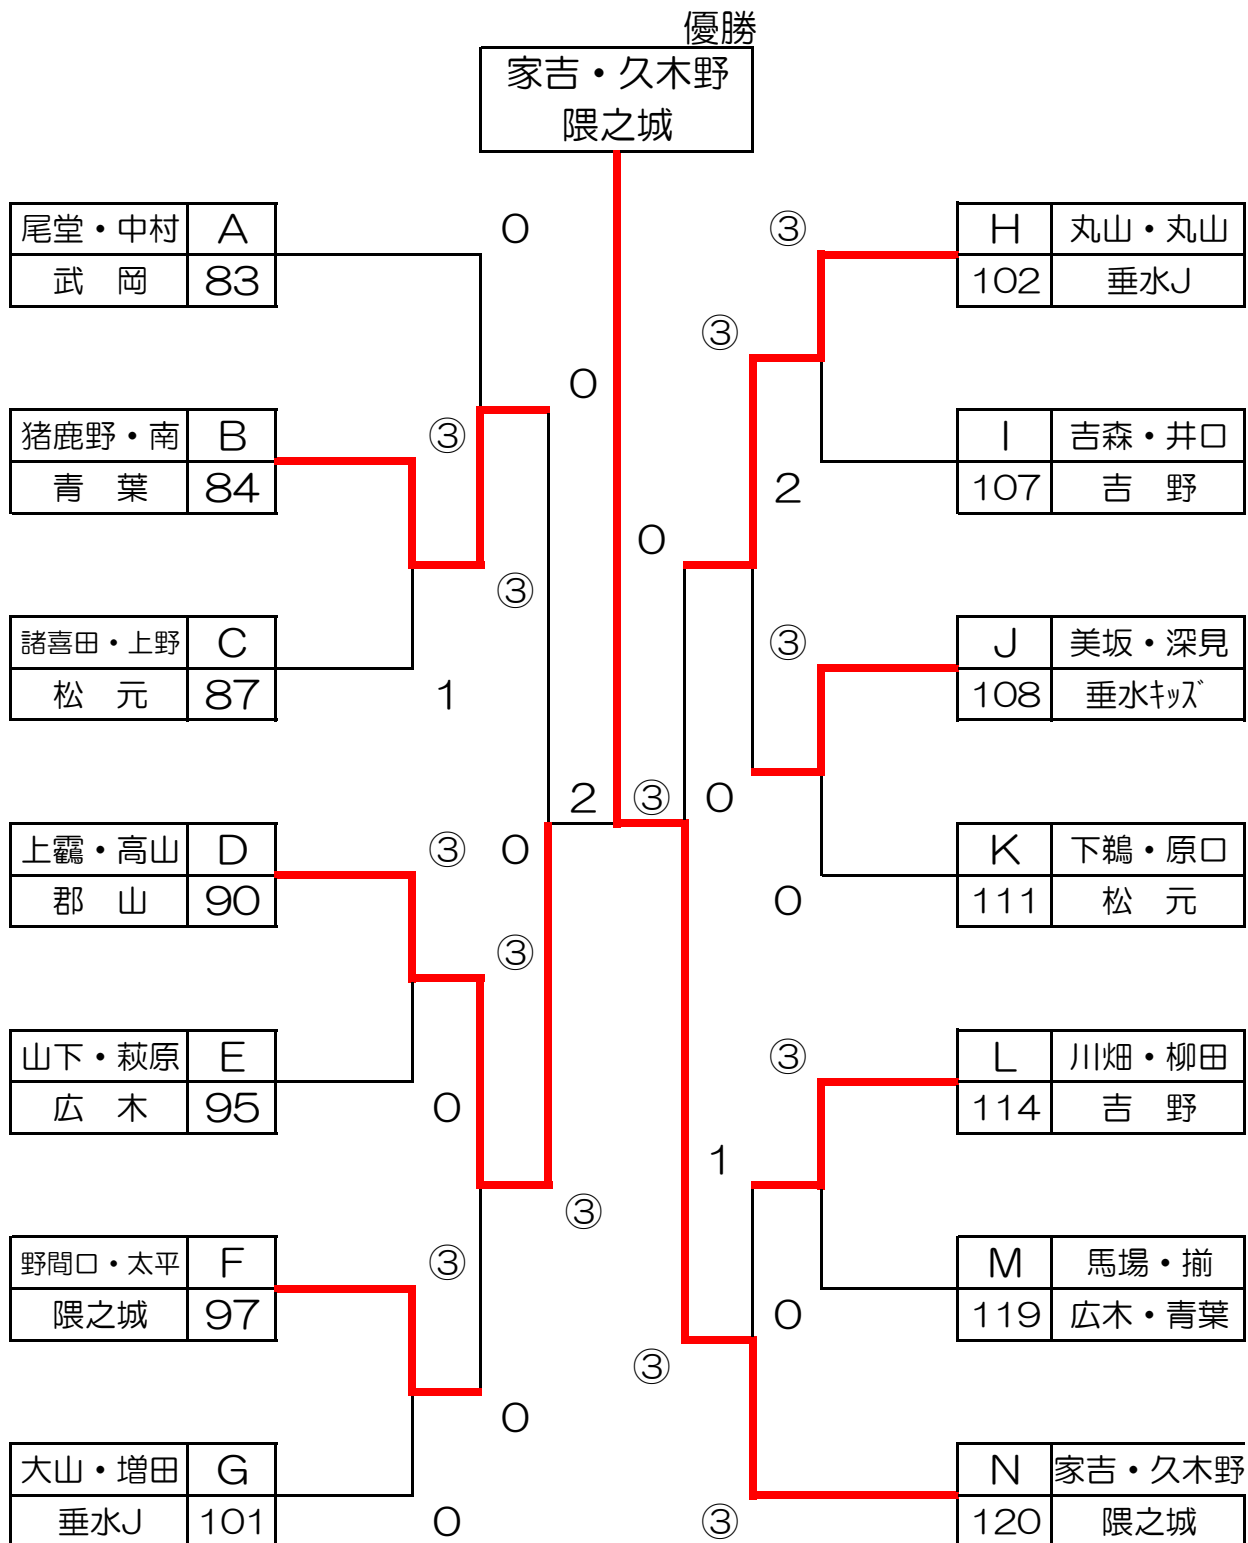 優勝
家吉・久木野
隈之城
尾堂・中村 A
武 岡 83
0
③
H 丸山・丸山
102 垂水J
③
0
猪鹿野・南 B
青 葉 84
③
I 吉森・井口
107 吉 野
2
0
③
諸喜田・上野 C
松 元 87
1
③
J 美坂・深見
108 垂水ｷｯｽﾞ
2
③
0
上靏・高山 D
郡 山 90
③
0
K 下鵜・原口
111 松 元
0
③
山下・萩原 E
広 木 95
0
③
L 川畑・柳田
114 吉 野
1
③
野間口・太平 F
隈之城 97
③
M 馬場・揃
119 広木・青葉
0
③
0
大山・増田 G
垂水J 101
0
③
N 家吉・久木野
120 隈之城